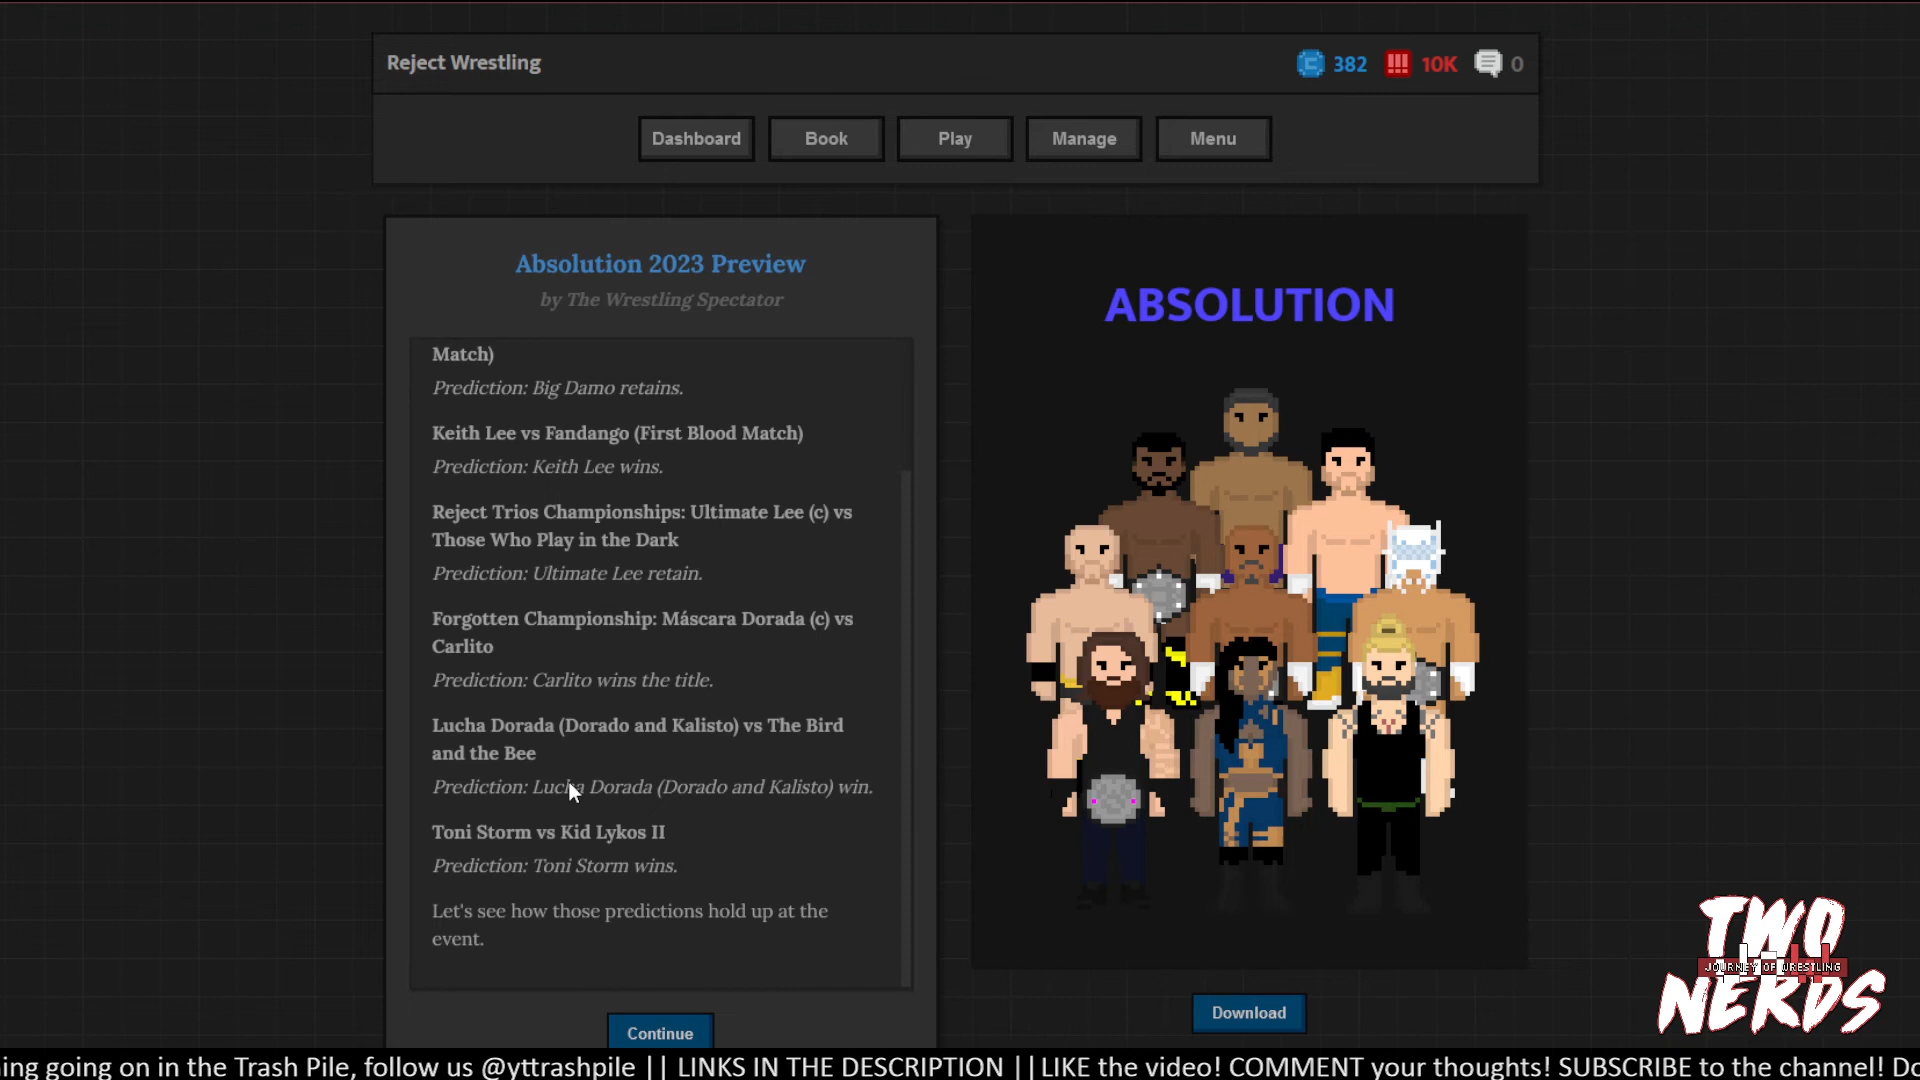 Reject Wrestling
382 10K 0
Dashboard Book Play Manage Menu
Absolution 2023 Preview
by The Wrestling Spectator
Match)
Prediction: Big Damo retains.
Keith Lee vs Fandango (First Blood Match)
Prediction: Keith Lee wins.
Reject Trios Championships: Ultimate Lee (c) vs
Those Who Play in the Dark
Prediction: Ultimate Lee retain.
Forgotten Championship: Máscara Dorada (c) vs
Carlito
Prediction: Carlito wins the title.
Lucha Dorada (Dorado and Kalisto) vs The Bird
and the Bee
Prediction: Lucha Dorada (Dorado and Kalisto) win.
Toni Storm vs Kid Lykos II
Prediction: Toni Storm wins.
Let's see how those predictions hold up at the
event.
Continue
ABSOLUTION
Download
TWO
JOURNEY OF WRESTLING
NERDS
ning going on in the Trash Pile, follow us @yttrashpile || LINKS IN THE DESCRIPTION || LIKE the video! COMMENT your thoughts! SUBSCRIBE to the channel! Do